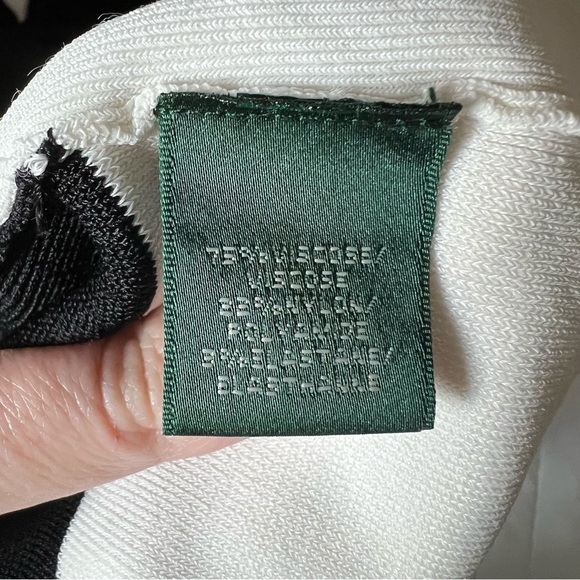 75%VISCOSE/
VISCOSE
22%NYLON/
POLYAMIDE
3%ELASTANE/
ELASTHANNE